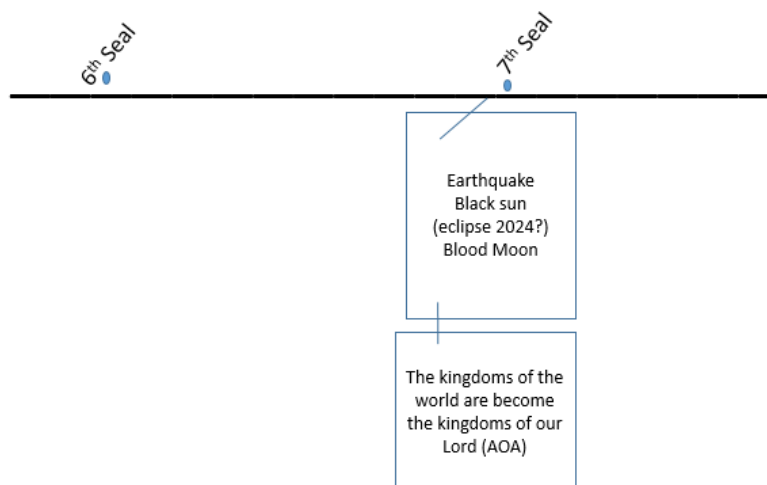 6th Seal
7th Seal
Earthquake
Black sun
(eclipse 2024?)
Blood Moon
The kingdoms of the
world are become
the kingdoms of our
Lord (AOA)